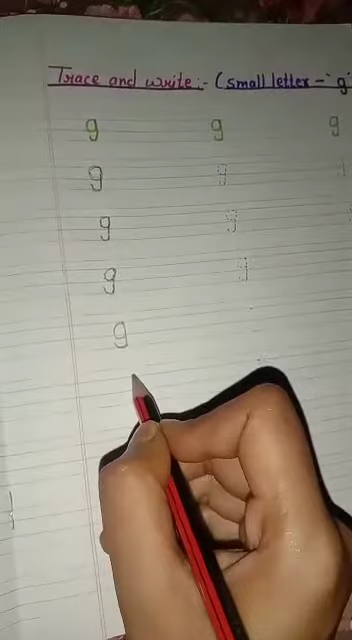 Trace and write:- (small letter - "g"
g g g
g g g
g g
g g
g